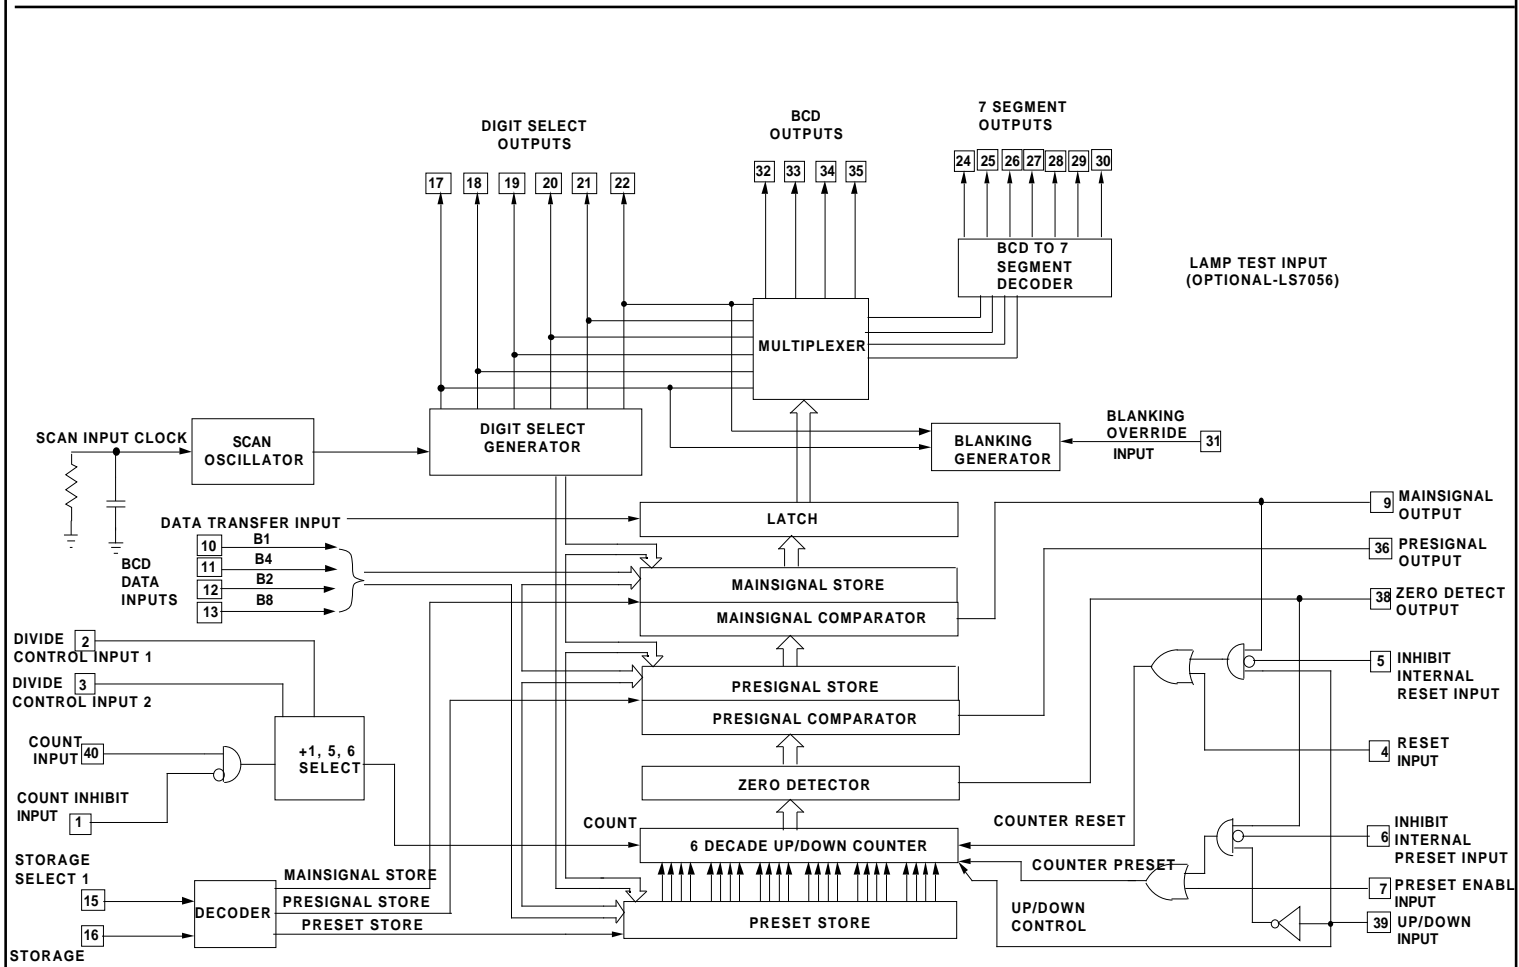 7 SEGMENT
OUTPUTS
BCD
OUTPUTS
DIGIT SELECT
OUTPUTS
24 25 26 27 28 29 30
32 33 34 35
17 18 19 20 21 22
BCD TO 7
SEGMENT
DECODER
LAMP TEST INPUT
(OPTIONAL-LS7056)
MULTIPLEXER
SCAN INPUT CLOCK
SCAN
OSCILLATOR
DIGIT SELECT
GENERATOR
BLANKING
GENERATOR
BLANKING
OVERRIDE
INPUT
31
DATA TRANSFER INPUT
LATCH
9 MAINSIGNAL
OUTPUT
BCD
DATA
INPUTS
10 B1
11 B4
12 B2
13 B8
36 PRESIGNAL
OUTPUT
MAINSIGNAL STORE
MAINSIGNAL COMPARATOR
38 ZERO DETECT
OUTPUT
DIVIDE 2
CONTROL INPUT 1
DIVIDE 3
CONTROL INPUT 2
5 INHIBIT
INTERNAL
RESET INPUT
PRESIGNAL STORE
PRESIGNAL COMPARATOR
COUNT
INPUT 40
+1, 5, 6
SELECT
4 RESET
INPUT
ZERO DETECTOR
COUNT INHIBIT
INPUT
1
COUNT
6 DECADE UP/DOWN COUNTER
COUNTER RESET
COUNTER PRESET
6 INHIBIT
INTERNAL
PRESET INPUT
STORAGE
SELECT 1
15
16
STORAGE
DECODER
MAINSIGNAL STORE
PRESIGNAL STORE
PRESET STORE
PRESET STORE
UP/DOWN
CONTROL
7 PRESET ENABL
INPUT
39 UP/DOWN
INPUT